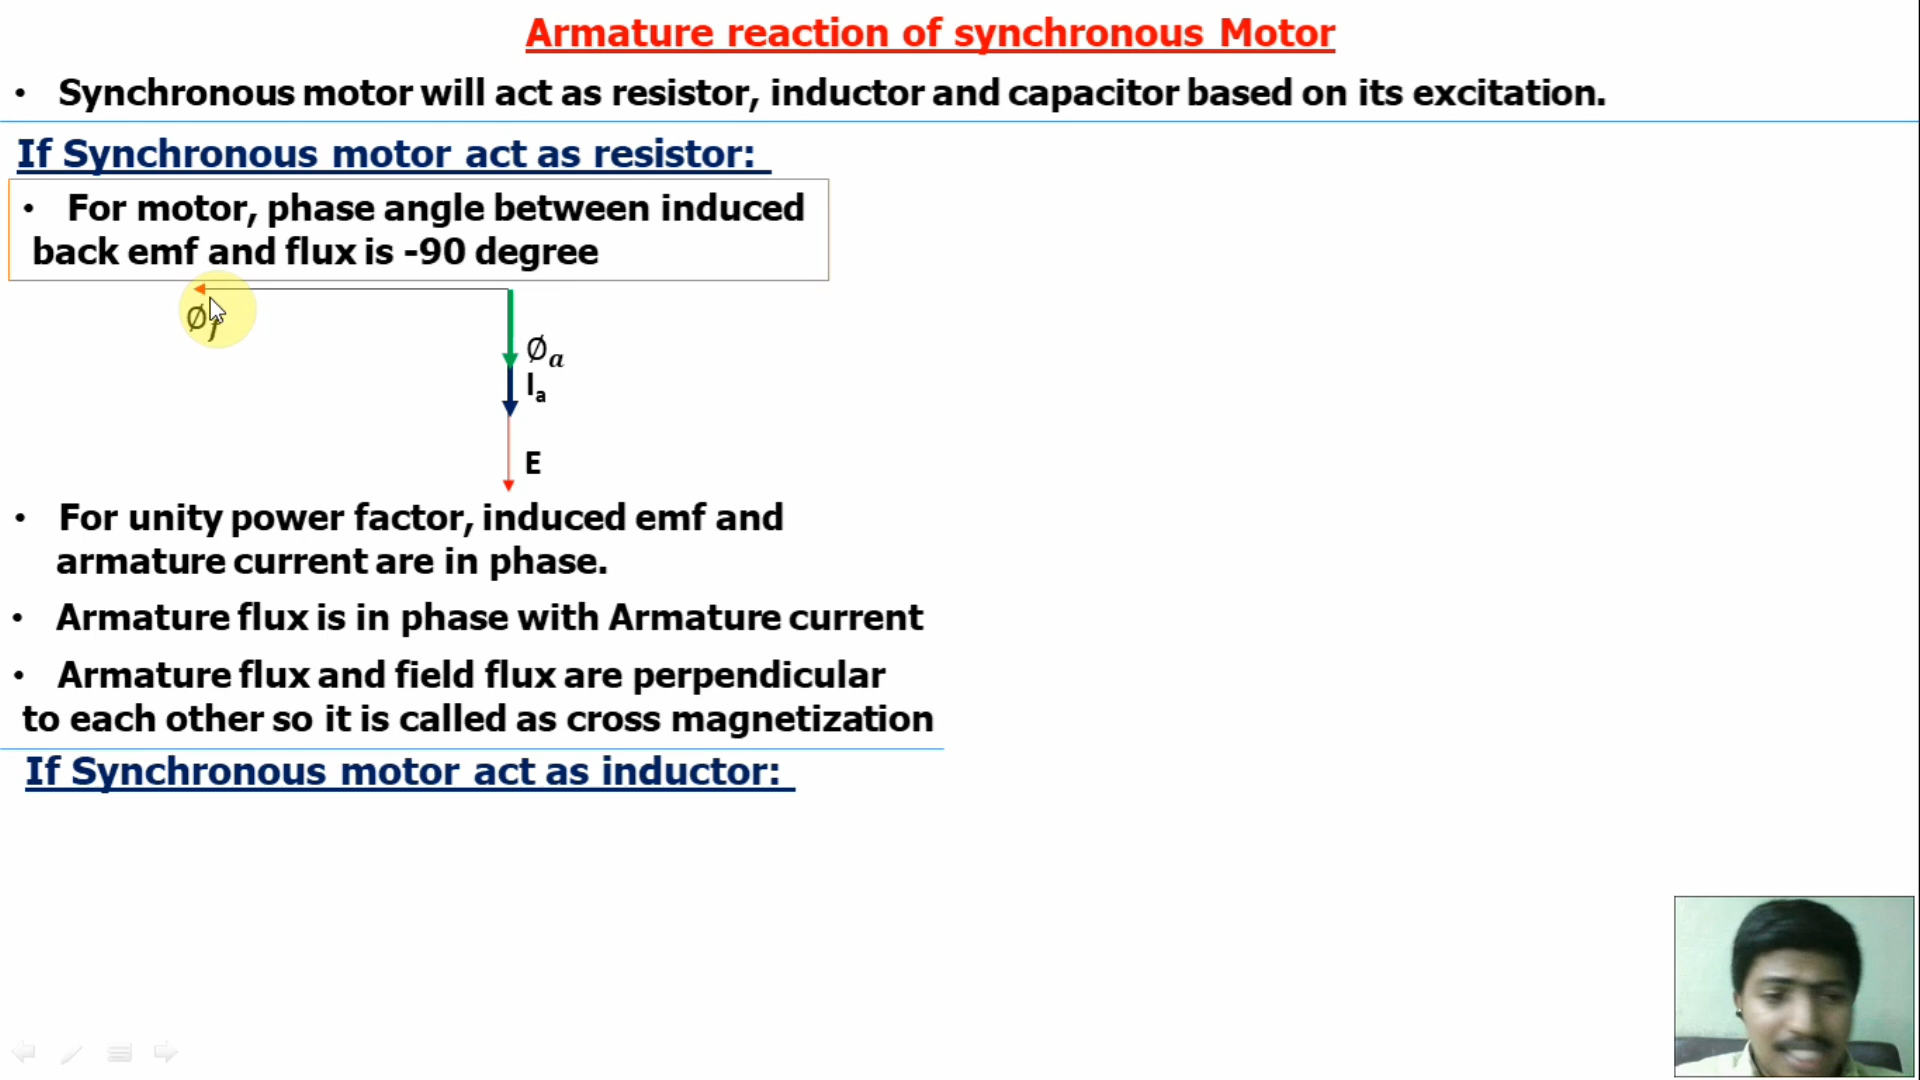 Armature reaction of synchronous Motor
• Synchronous motor will act as resistor, inductor and capacitor based on its excitation.
If Synchronous motor act as resistor:
• For motor, phase angle between induced
back emf and flux is -90 degree
Ø_f
Ø_a
I_a
E
• For unity power factor, induced emf and
armature current are in phase.
• Armature flux is in phase with Armature current
• Armature flux and field flux are perpendicular
to each other so it is called as cross magnetization
If Synchronous motor act as inductor: